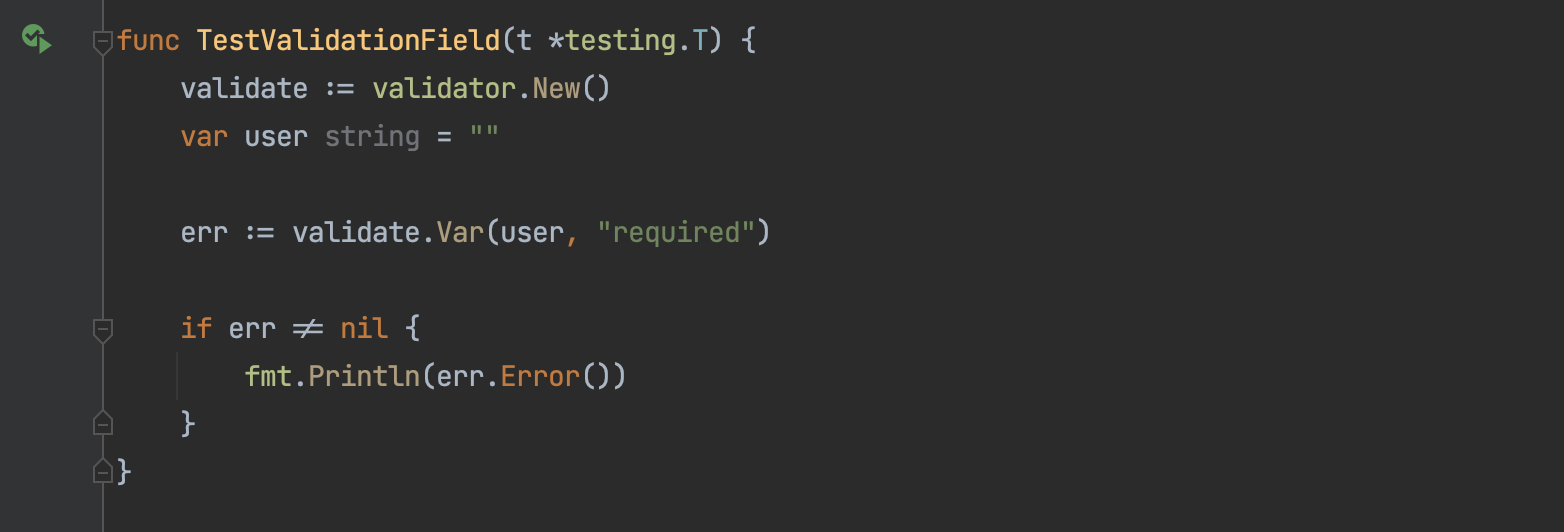 func TestValidationField(t *testing.T) {
    validate := validator.New()
    var user string = ""
    err := validate.Var(user, "required")
    if err != nil {
        fmt.Println(err.Error())
    }
}